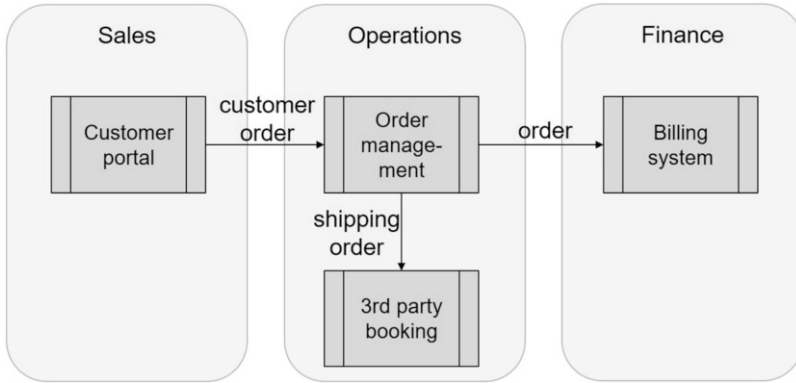 Sales
Operations
Finance
Customer
portal
customer
order
Order
manage-
ment
order
Billing
system
shipping
order
3rd party
booking